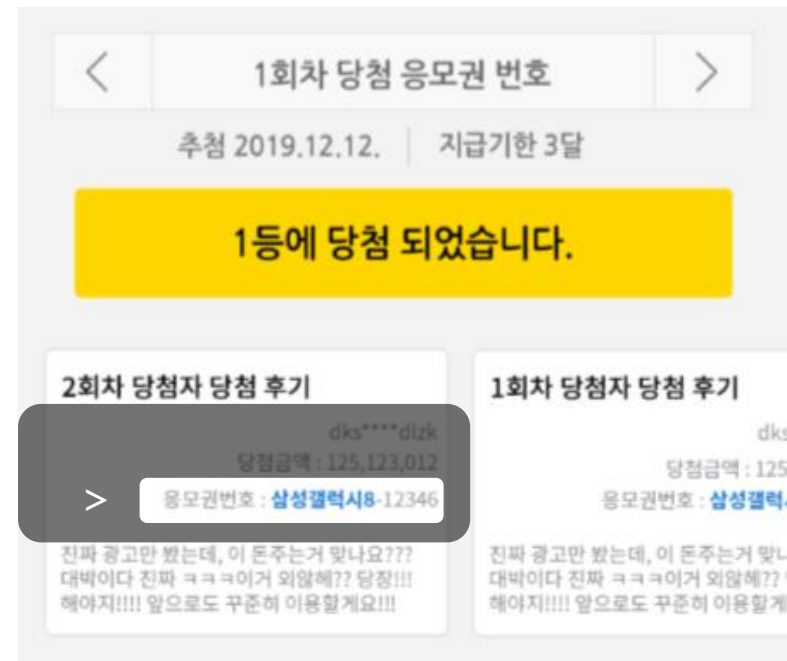 < 1회차 당첨 응모권 번호 >
추첨 2019.12.12. | 지급기한 3달
1등에 당첨 되었습니다.
2회차 당첨자 당첨 후기
dks****dlzk
당첨금액 : 125,123,012
> 응모권번호 : 삼성갤럭시8-12346
진짜 광고만 봤는데, 이 돈주는거 맞나요???
대박이다 진짜 ㅋㅋㅋ이거 외않헤?? 당장!!!
해야지!!!! 앞으로도 꾸준히 이용할게요!!!
1회차 당첨자 당첨 후기
dks
당첨금액 : 125
응모권번호 : 삼성갤럭
진짜 광고만 봤는데, 이 돈주는거 맞나
대박이다 진짜 ㅋㅋㅋ이거 외않헤??
해야지!!!! 앞으로도 꾸준히 이용할게